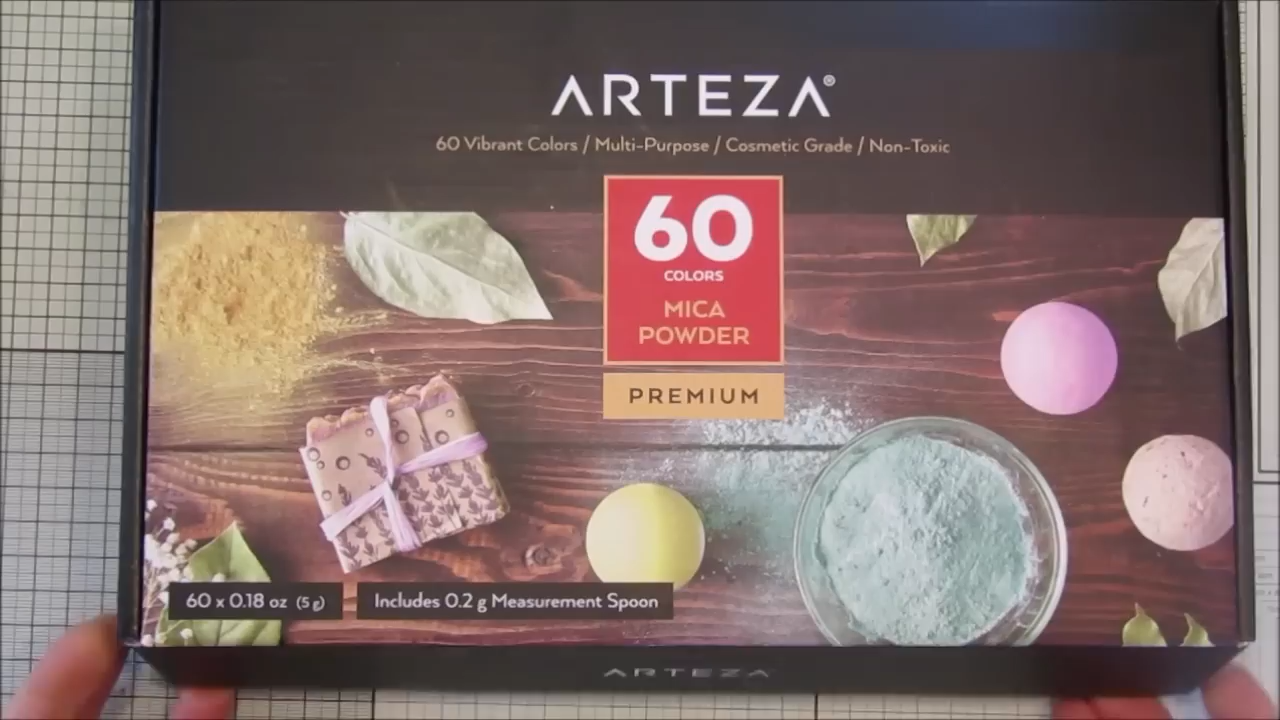 ARTEZA®
60 Vibrant Colors / Multi-Purpose / Cosmetic Grade / Non-Toxic
60
COLORS
MICA
POWDER
PREMIUM
60 x 0.18 oz (5 g)
Includes 0.2 g Measurement Spoon
ARTEZA